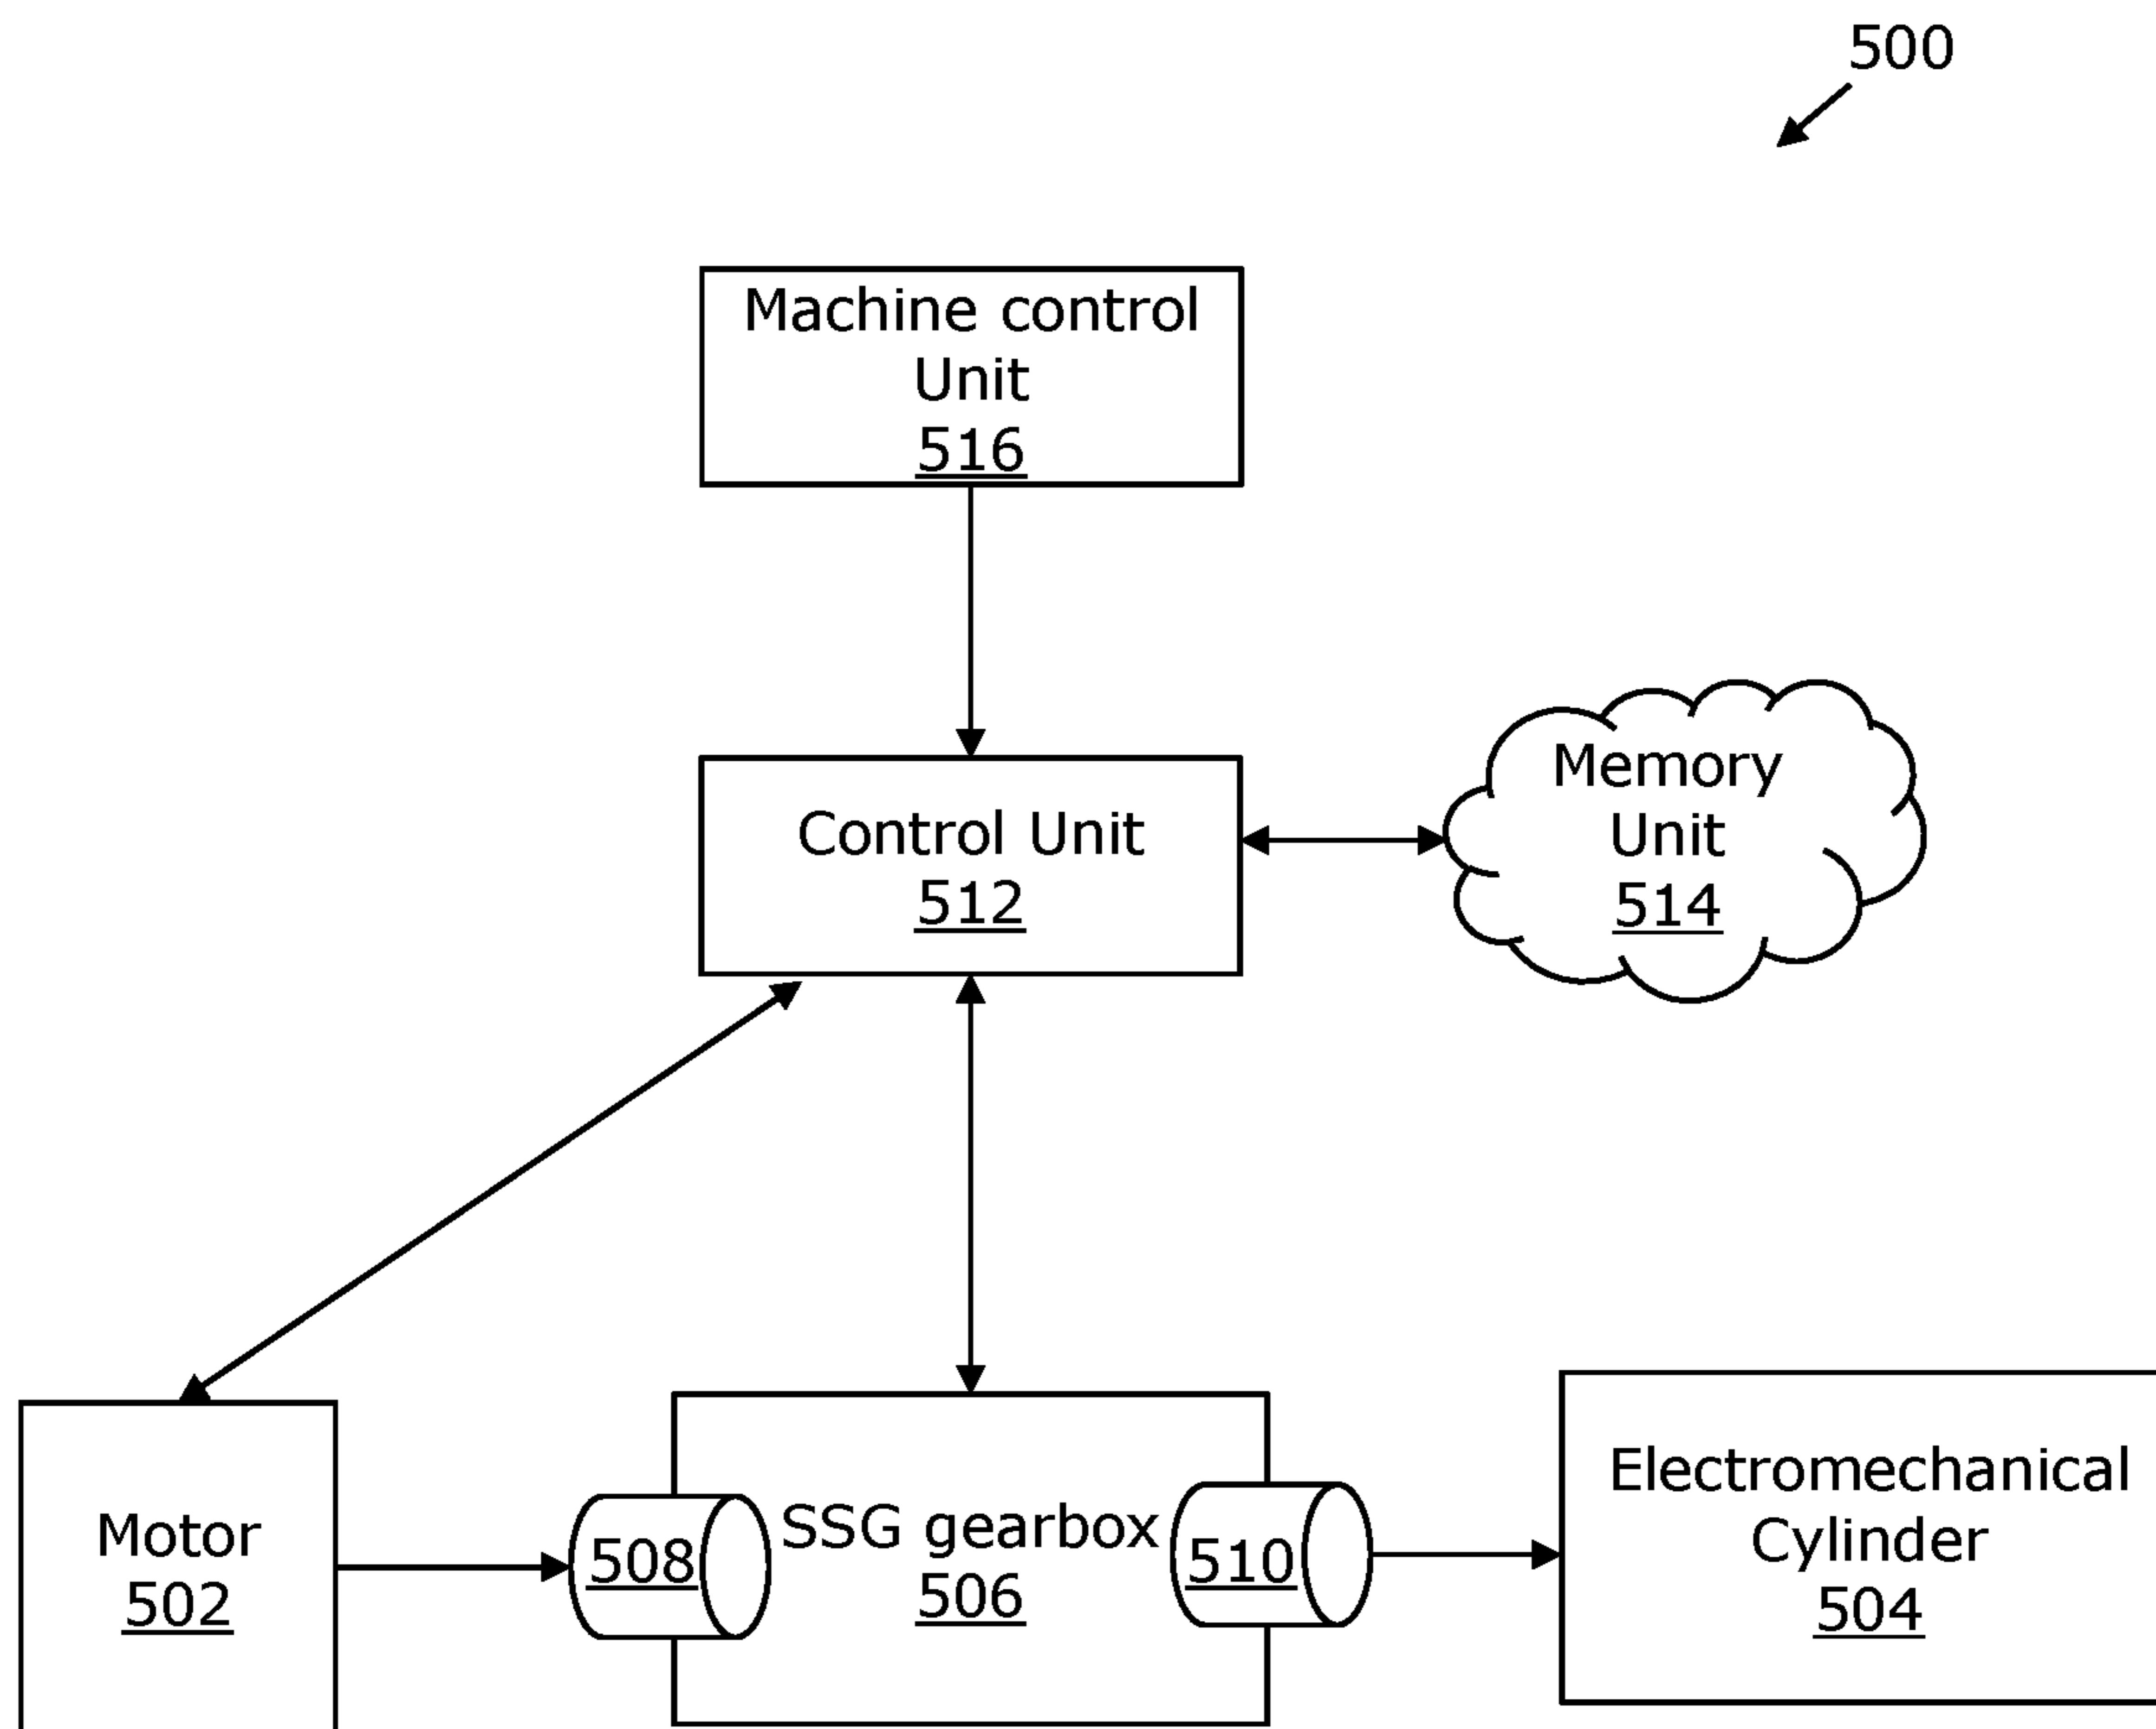 500
Machine control
Unit
516
Control Unit
512
Memory
Unit
514
Motor
502
508
SSG gearbox
506
510
Electromechanical
Cylinder
504